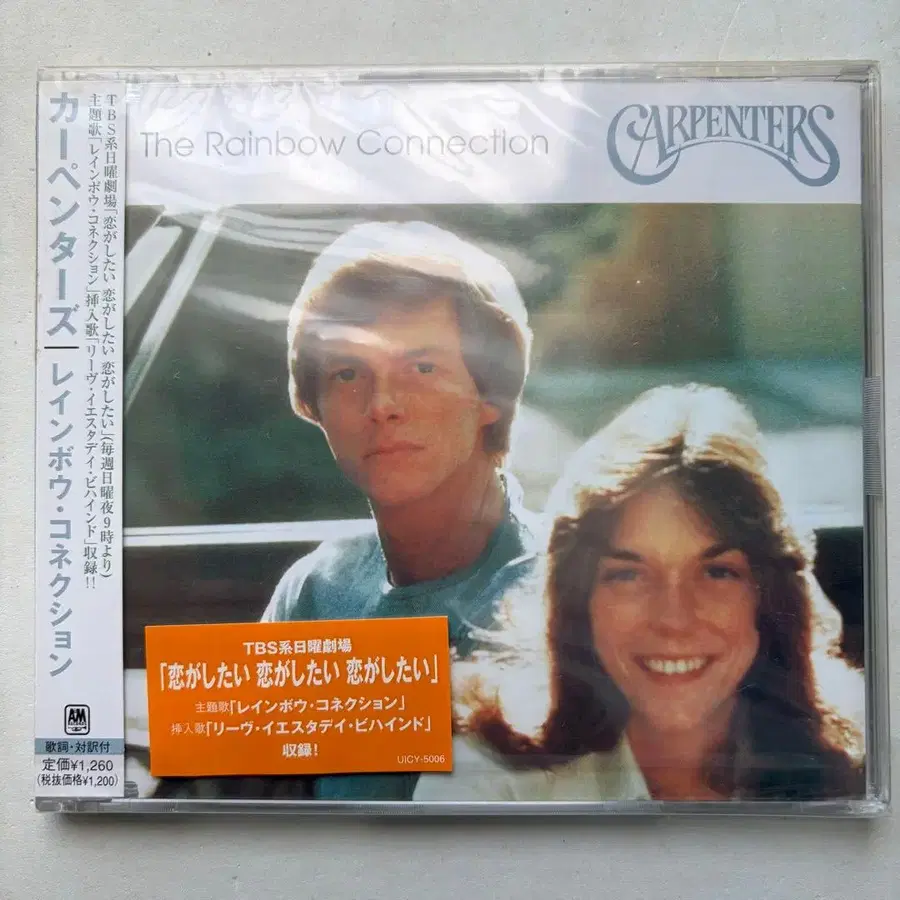 The Rainbow Connection
CARPENTERS
TBS系日曜劇場「恋がしたい 恋がしたい 恋がしたい」(毎週日曜夜9時より)
主題歌「レインボウ・コネクション」挿入歌「リーヴ・イエスタデイ・ビハインド」収録!!
カーペンターズ|レインボウ・コネクション
AM
歌詞・対訳付
定価¥1,260
(税抜価格¥1,200)
TBS系日曜劇場
「恋がしたい 恋がしたい 恋がしたい」
主題歌「レインボウ・コネクション」
挿入歌「リーヴ・イエスタデイ・ビハインド」
収録!
UICY-5006